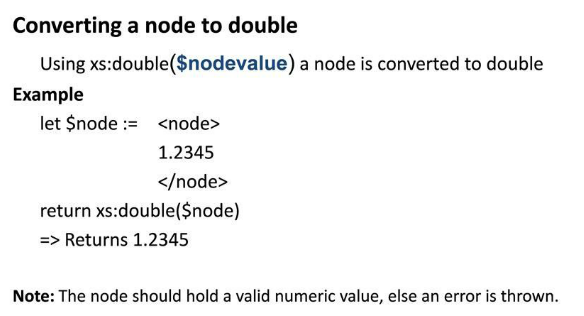 Converting a node to double
Using xs:double($nodevalue) a node is converted to double
Example
let $node := <node>
1.2345
</node>
return xs:double($node)
=> Returns 1.2345
Note: The node should hold a valid numeric value, else an error is thrown.